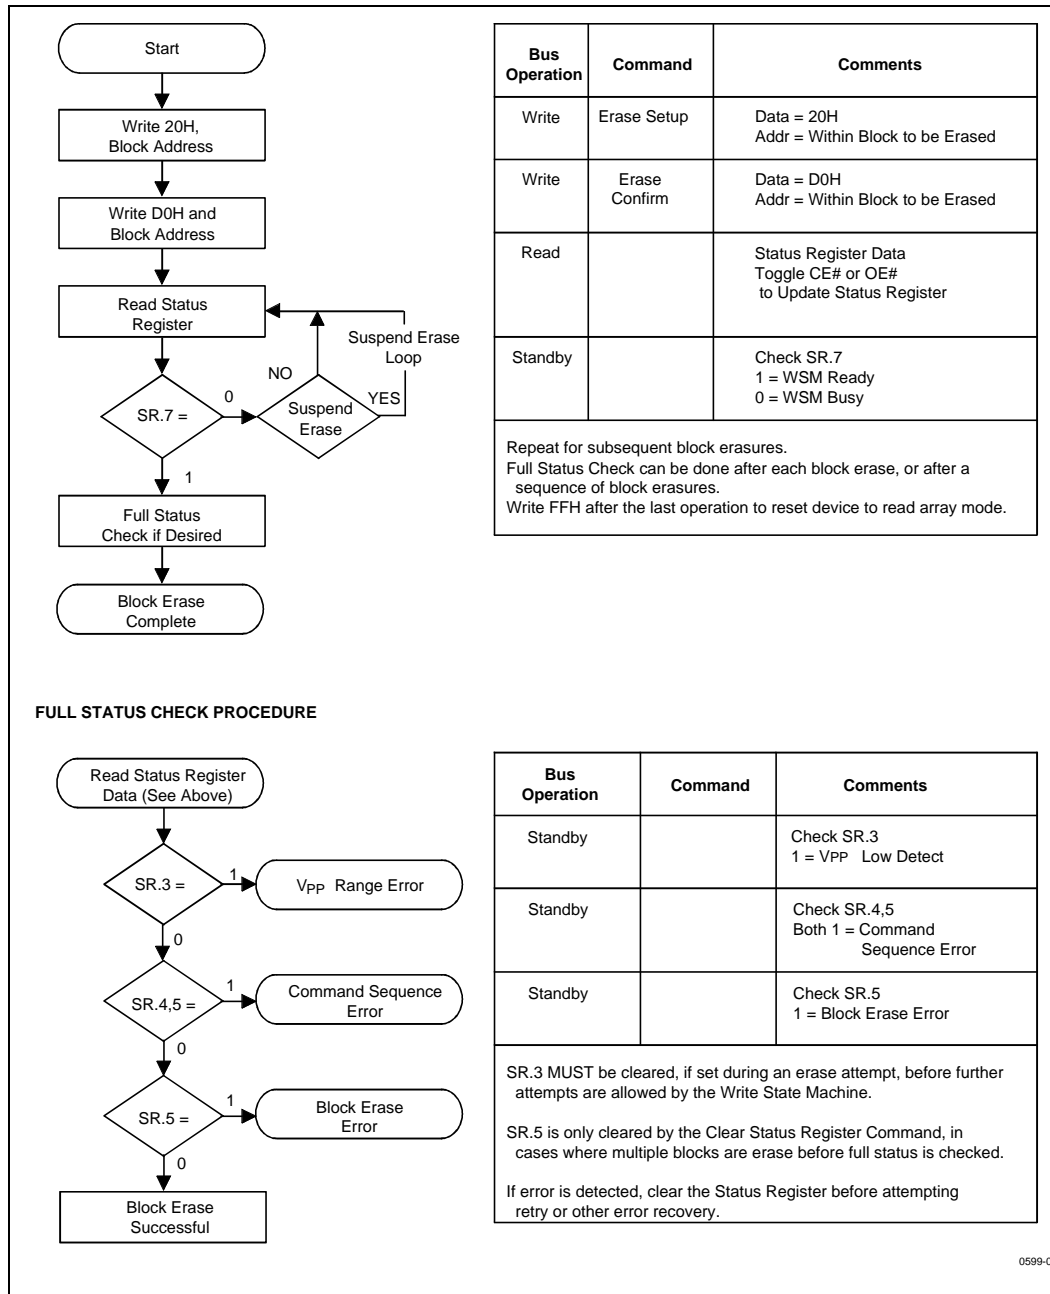 Start
Write 20H,
Block Address
Write D0H and
Block Address
Read Status
Register
Suspend Erase
Loop
NO
YES
0
SR.7 =
Suspend
Erase
1
Full Status
Check if Desired
Block Erase
Complete
Bus
Operation
Command
Comments
Write
Erase Setup
Data = 20H
Addr = Within Block to be Erased
Write
Erase
Confirm
Data = D0H
Addr = Within Block to be Erased
Read
Status Register Data
Toggle CE# or OE#
to Update Status Register
Standby
Check SR.7
1 = WSM Ready
0 = WSM Busy
Repeat for subsequent block erasures.
Full Status Check can be done after each block erase, or after a
sequence of block erasures.
Write FFH after the last operation to reset device to read array mode.
FULL STATUS CHECK PROCEDURE
Read Status Register
Data (See Above)
SR.3 =
1
VPP Range Error
0
SR.4,5 =
1
Command Sequence
Error
0
SR.5 =
1
Block Erase
Error
0
Block Erase
Successful
Bus
Operation
Command
Comments
Standby
Check SR.3
1 = VPP Low Detect
Standby
Check SR.4,5
Both 1 = Command
Sequence Error
Standby
Check SR.5
1 = Block Erase Error
SR.3 MUST be cleared, if set during an erase attempt, before further
attempts are allowed by the Write State Machine.
SR.5 is only cleared by the Clear Status Register Command, in
cases where multiple blocks are erase before full status is checked.
If error is detected, clear the Status Register before attempting
retry or other error recovery.